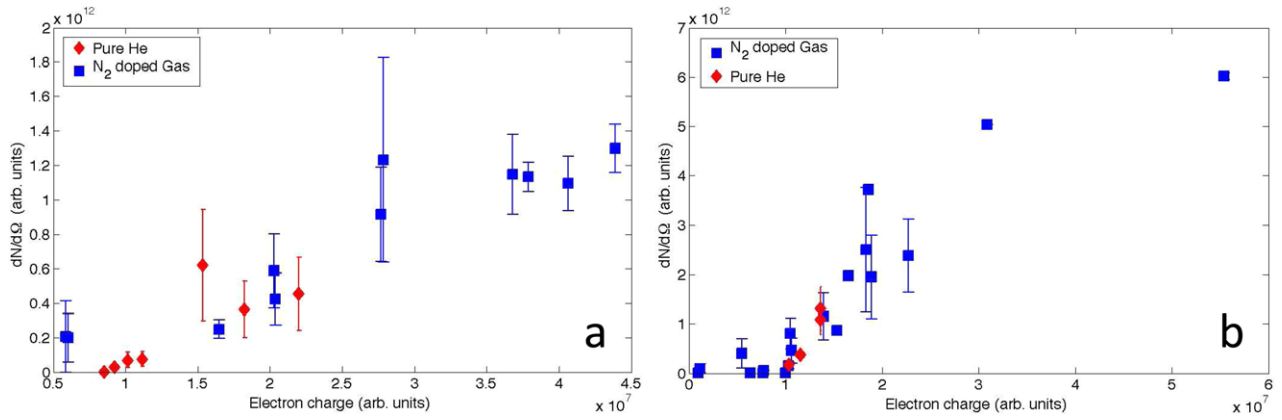 x 10^12
2
1.8
1.6
1.4
1.2
1
0.8
0.6
0.4
0.2
0
dN/dΩ (arb. units)
Pure He
N2 doped Gas
a
0.5 1 1.5 2 2.5 3 3.5 4 4.5
Electron charge (arb. units)
x 10^7
x 10^12
7
6
5
4
3
2
1
0
dN/dΩ (arb. units)
N2 doped Gas
Pure He
b
0 1 2 3 4 5 6
Electron charge (arb. units)
x 10^7